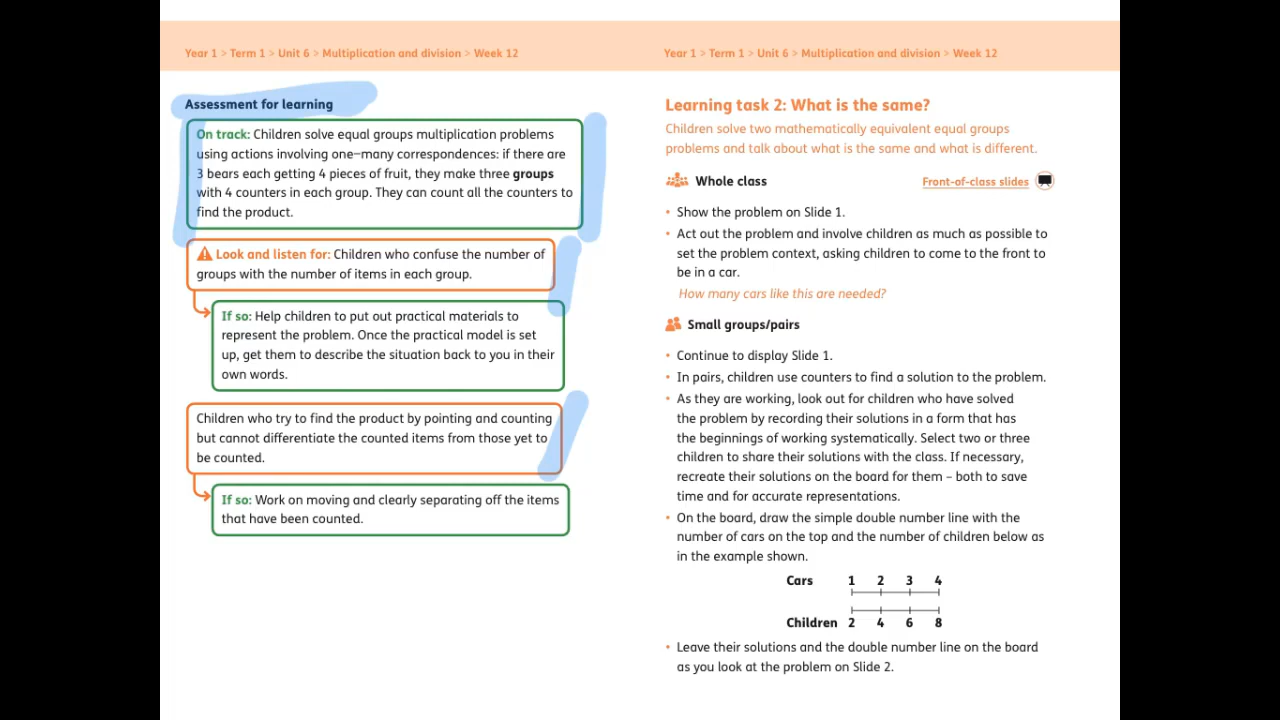 Year 1 > Term 1 > Unit 6 > Multiplication and division > Week 12
Assessment for learning
On track: Children solve equal groups multiplication problems
using actions involving one–many correspondences: if there are
3 bears each getting 4 pieces of fruit, they make three groups
with 4 counters in each group. They can count all the counters to
find the product.
Look and listen for: Children who confuse the number of
groups with the number of items in each group.
If so: Help children to put out practical materials to
represent the problem. Once the practical model is set
up, get them to describe the situation back to you in their
own words.
Children who try to find the product by pointing and counting
but cannot differentiate the counted items from those yet to
be counted.
If so: Work on moving and clearly separating off the items
that have been counted.
Year 1 > Term 1 > Unit 6 > Multiplication and division > Week 12
Learning task 2: What is the same?
Children solve two mathematically equivalent equal groups
problems and talk about what is the same and what is different.
Whole class Front-of-class slides
• Show the problem on Slide 1.
• Act out the problem and involve children as much as possible to
set the problem context, asking children to come to the front to
be in a car.
How many cars like this are needed?
Small groups/pairs
• Continue to display Slide 1.
• In pairs, children use counters to find a solution to the problem.
• As they are working, look out for children who have solved
the problem by recording their solutions in a form that has
the beginnings of working systematically. Select two or three
children to share their solutions with the class. If necessary,
recreate their solutions on the board for them – both to save
time and for accurate representations.
• On the board, draw the simple double number line with the
number of cars on the top and the number of children below as
in the example shown.
Cars 1 2 3 4
Children 2 4 6 8
• Leave their solutions and the double number line on the board
as you look at the problem on Slide 2.